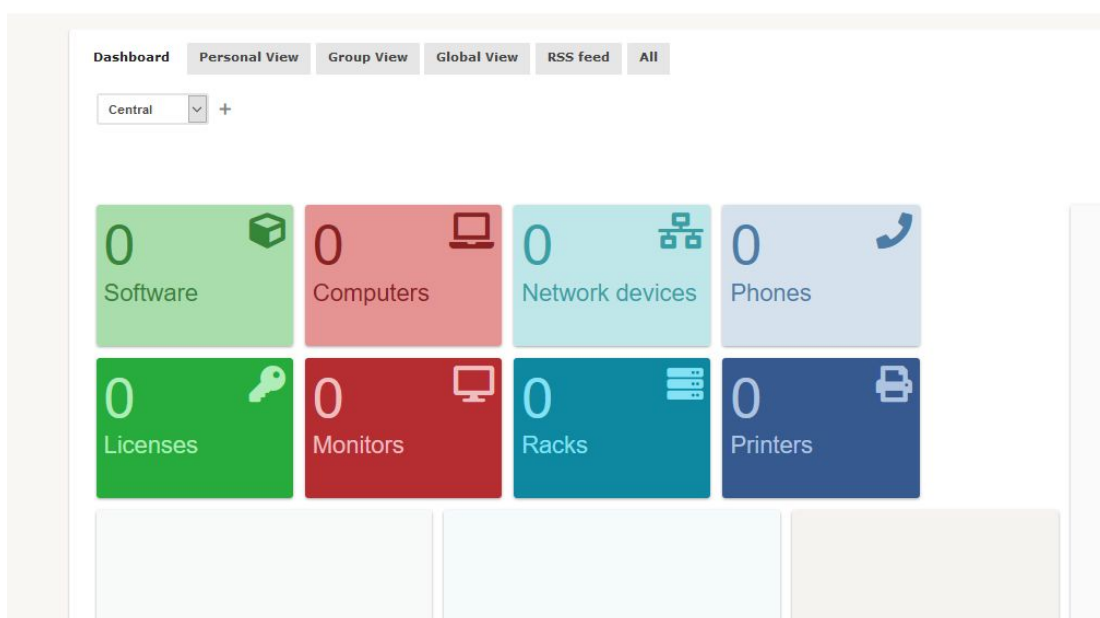 Dashboard Personal View Group View Global View RSS feed All
Central +
0 0 0 0
Software Computers Network devices Phones
0 0 0 0
Licenses Monitors Racks Printers